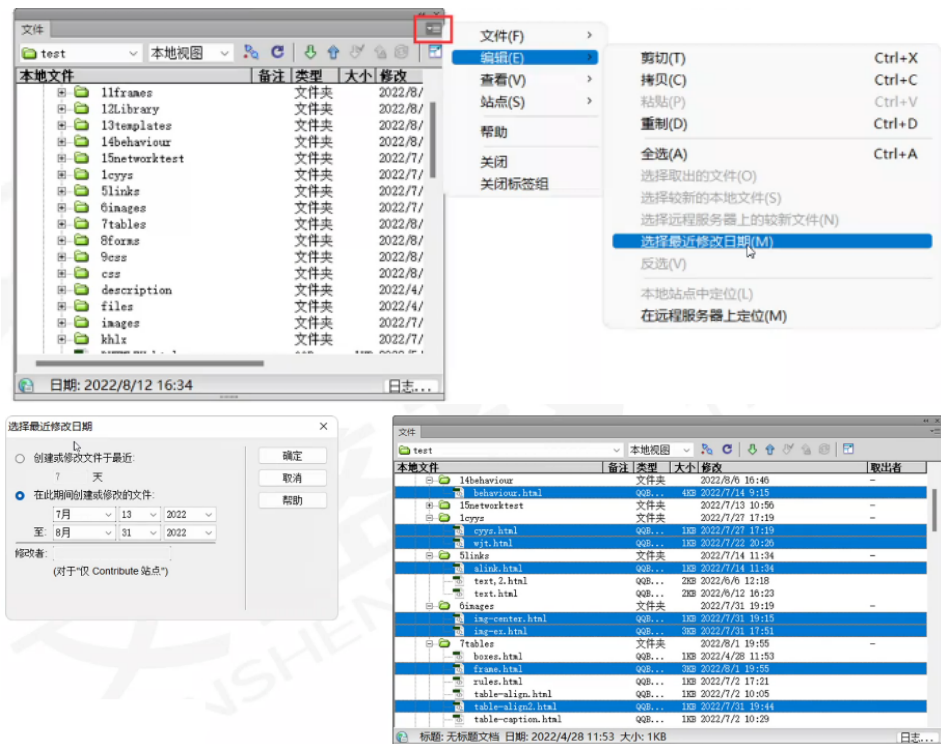 文件
test 本地视图
本地文件 备注 类型 大小 修改
11frames 文件夹 2022/8/
12Library 文件夹 2022/8/
13templates 文件夹 2022/8/
14behaviour 文件夹 2022/8/
15networktest 文件夹 2022/7/
1cyys 文件夹 2022/7/
5links 文件夹 2022/7/
6images 文件夹 2022/7/
7tables 文件夹 2022/8/
8forms 文件夹 2022/8/
9css 文件夹 2022/8/
css 文件夹 2022/8/
description 文件夹 2022/4/
files 文件夹 2022/4/
images 文件夹 2022/7/
khlx 文件夹 2022/7/
日期: 2022/8/12 16:34 日志...
文件(F)
编辑(E)
查看(V)
站点(S)
帮助
关闭
关闭标签组
剪切(T) Ctrl+X
拷贝(C) Ctrl+C
粘贴(P) Ctrl+V
重制(D) Ctrl+D
全选(A) Ctrl+A
选择取出的文件(O)
选择较新的本地文件(S)
选择远程服务器上的较新文件(N)
选择最近修改日期(M)
反选(V)
本地站点中定位(L)
在远程服务器上定位(M)
选择最近修改日期
创建或修改文件于最近: 确定
7 天 取消
在此期间创建或修改的文件: 帮助
7月 13 2022
至: 8月 31 2022
修改者:
(对于“仅 Contribute 站点”)
文件
test 本地视图
本地文件 备注 类型 大小 修改 取出者
14behaviour 文件夹 2022/8/6 16:46 -
behaviour.html QQB... 4KB 2022/7/14 9:15
15networktest 文件夹 2022/7/13 10:56 -
1cyys 文件夹 2022/7/27 17:19 -
cyys.html QQB... 1KB 2022/7/27 17:19
wjt.html QQB... 1KB 2022/7/22 20:26
5links 文件夹 2022/7/14 11:34 -
alink.html QQB... 1KB 2022/7/14 11:34
text,2.html QQB... 2KB 2022/6/6 12:18
text.html QQB... 2KB 2022/6/12 16:23
6images 文件夹 2022/7/31 19:19 -
img-center.html QQB... 1KB 2022/7/31 19:15
img-ex.html QQB... 3KB 2022/7/31 17:51
7tables 文件夹 2022/8/1 19:55 -
boxes.html QQB... 1KB 2022/4/28 11:53
frame.html QQB... 3KB 2022/8/1 19:55
rules.html QQB... 1KB 2022/7/2 17:21
table-align.html QQB... 1KB 2022/7/2 10:05
table-align2.html QQB... 1KB 2022/7/31 19:44
table-caption.html QQB... 1KB 2022/7/2 10:29
标题: 无标题文档 日期: 2022/4/28 11:53 大小: 1KB 日志...